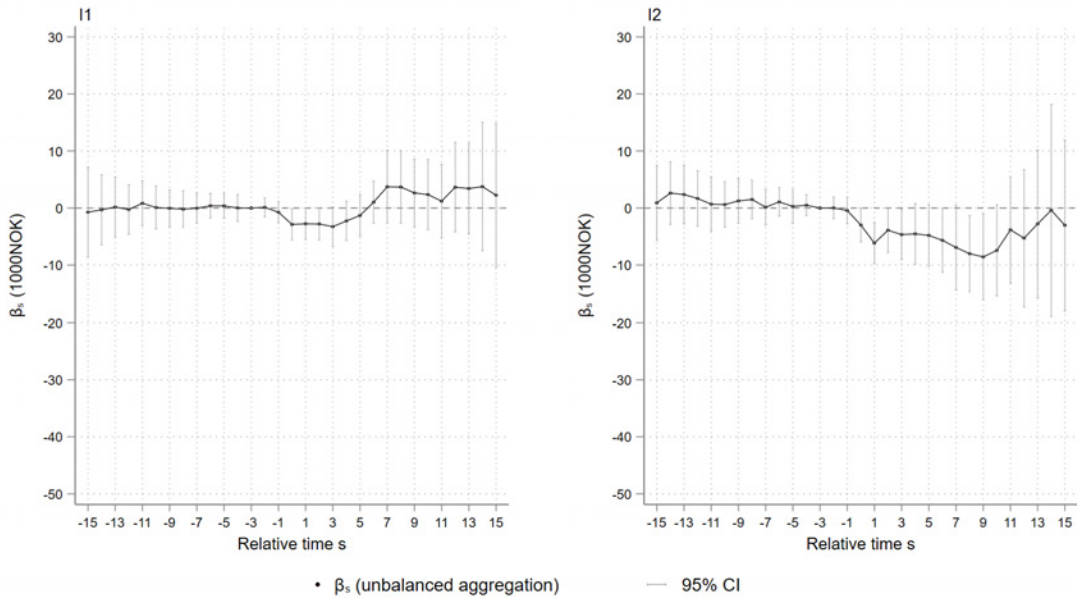 I1
30
20
10
0
-10
-20
-30
-40
-50
βs (1000NOK)
-15 -13 -11 -9 -7 -5 -3 -1 1 3 5 7 9 11 13 15
Relative time s
I2
30
20
10
0
-10
-20
-30
-40
-50
βs (1000NOK)
-15 -13 -11 -9 -7 -5 -3 -1 1 3 5 7 9 11 13 15
Relative time s
βs (unbalanced aggregation) 95% CI